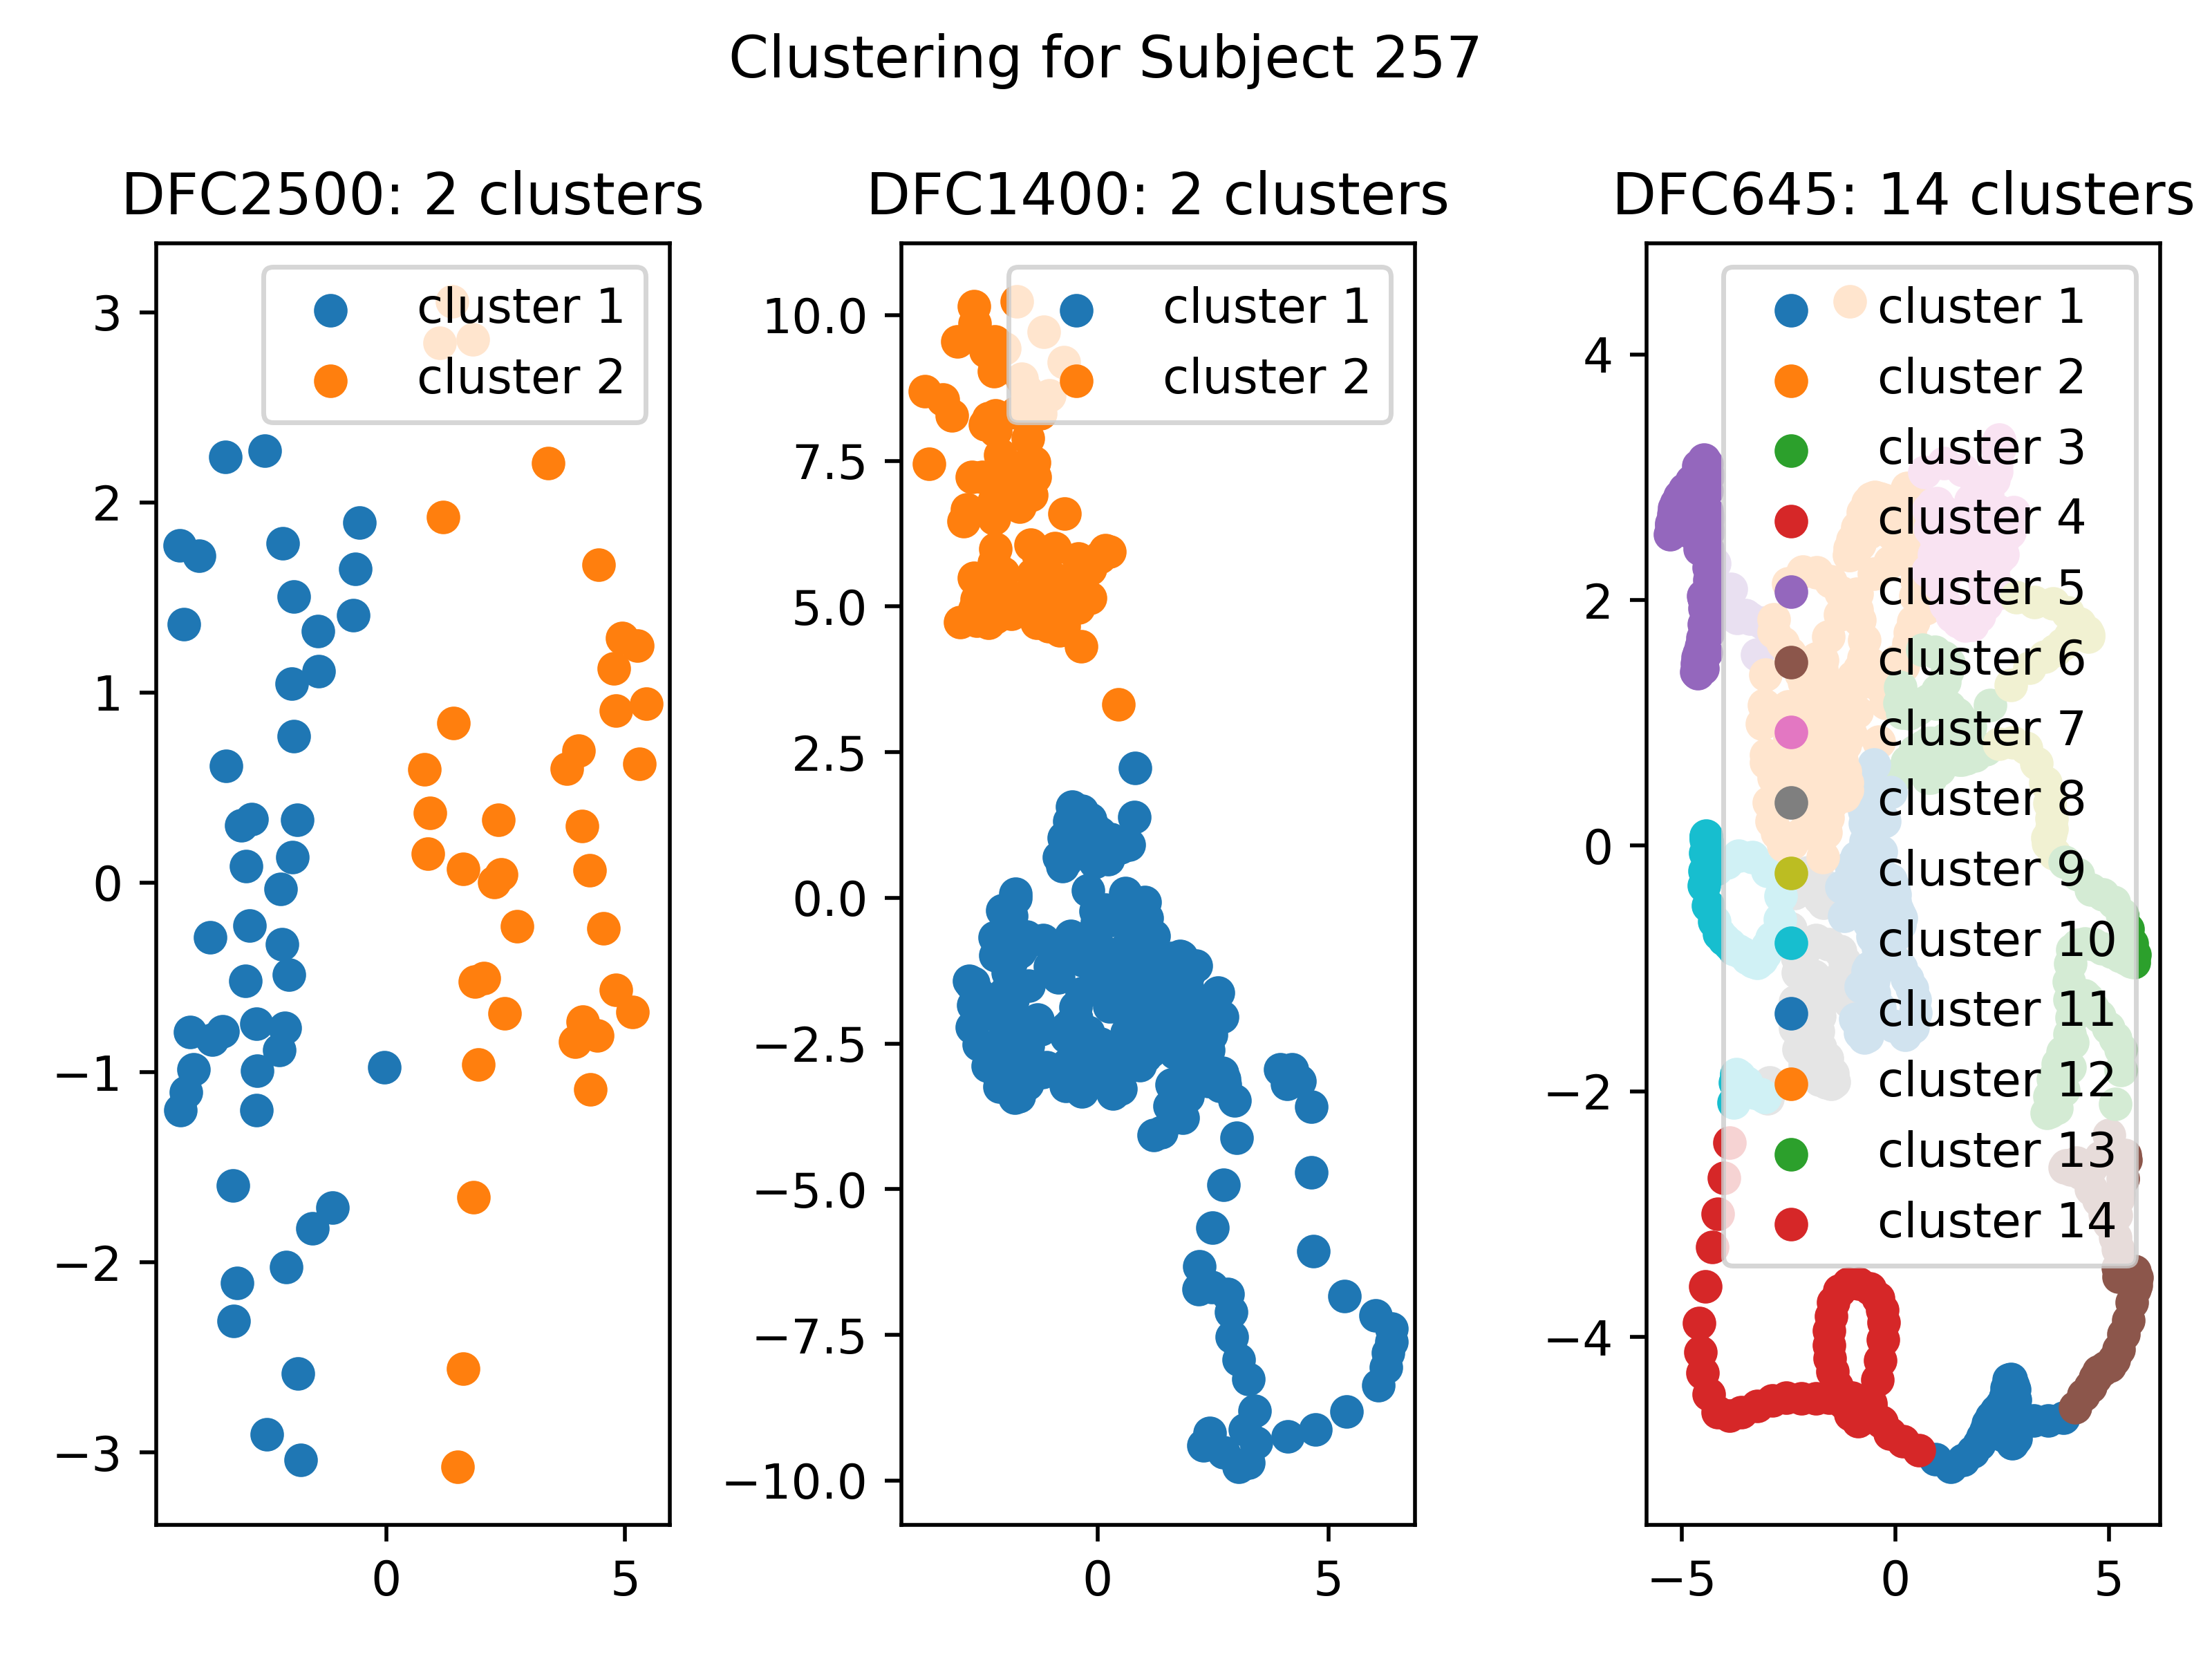 Clustering for Subject 257
DFC2500: 2 clusters
cluster 1
cluster 2
3
2
1
0
−1
−2
−3
0
5
DFC1400: 2 clusters
cluster 1
cluster 2
10.0
7.5
5.0
2.5
0.0
−2.5
−5.0
−7.5
−10.0
0
5
DFC645: 14 clusters
cluster 1
cluster 2
cluster 3
cluster 4
cluster 5
cluster 6
cluster 7
cluster 8
cluster 9
cluster 10
cluster 11
cluster 12
cluster 13
cluster 14
4
2
0
−2
−4
−5
0
5